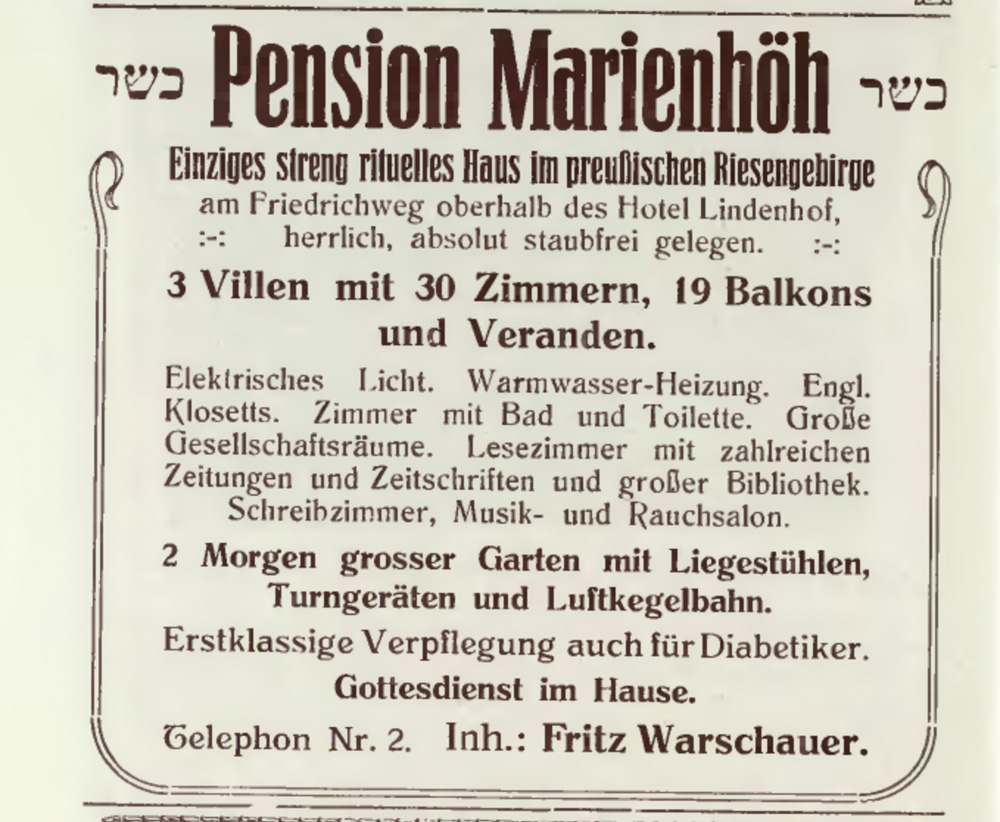 כשר Pension Marienhöh כשר
Einziges streng rituelles Haus im preußischen Riesengebirge
am Friedrichweg oberhalb des Hotel Lindenhof,
:-: herrlich, absolut staubfrei gelegen. :-:
3 Villen mit 30 Zimmern, 19 Balkons
und Veranden.
Elektrisches Licht. Warmwasser-Heizung. Engl.
Klosetts. Zimmer mit Bad und Toilette. Große
Gesellschaftsräume. Lesezimmer mit zahlreichen
Zeitungen und Zeitschriften und großer Bibliothek.
Schreibzimmer, Musik- und Rauchsalon.
2 Morgen grosser Garten mit Liegestühlen,
Turngeräten und Luftkegelbahn.
Erstklassige Verpflegung auch für Diabetiker.
Gottesdienst im Hause.
Telephon Nr. 2. Inh.: Fritz Warschauer.